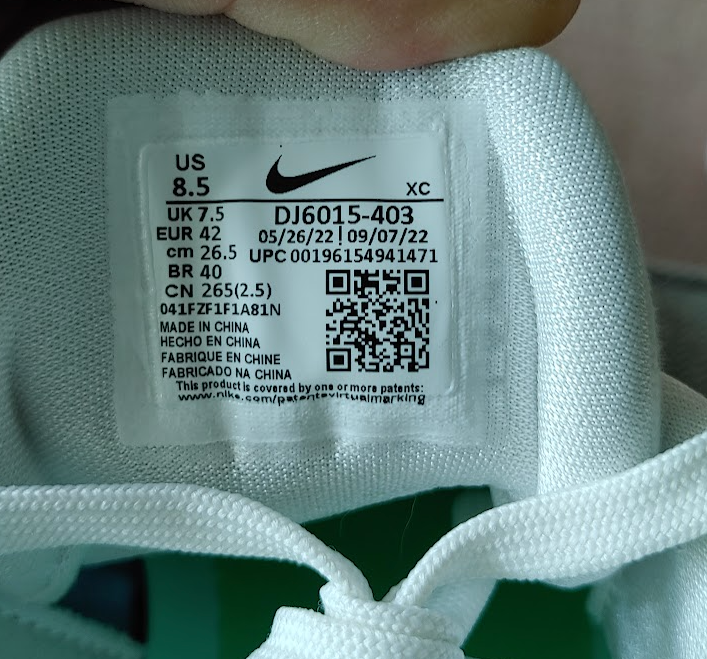 US
8.5
XC
UK 7.5
DJ6015-403
EUR 42
05/26/22 | 09/07/22
cm 26.5
UPC 00196154941471
BR 40
CN 265(2.5)
041FZF1F1A81N
MADE IN CHINA
HECHO EN CHINA
FABRIQUE EN CHINE
FABRICADO NA CHINA
This product is covered by one or more patents:
www.nike.com/patentsvirtualmarking